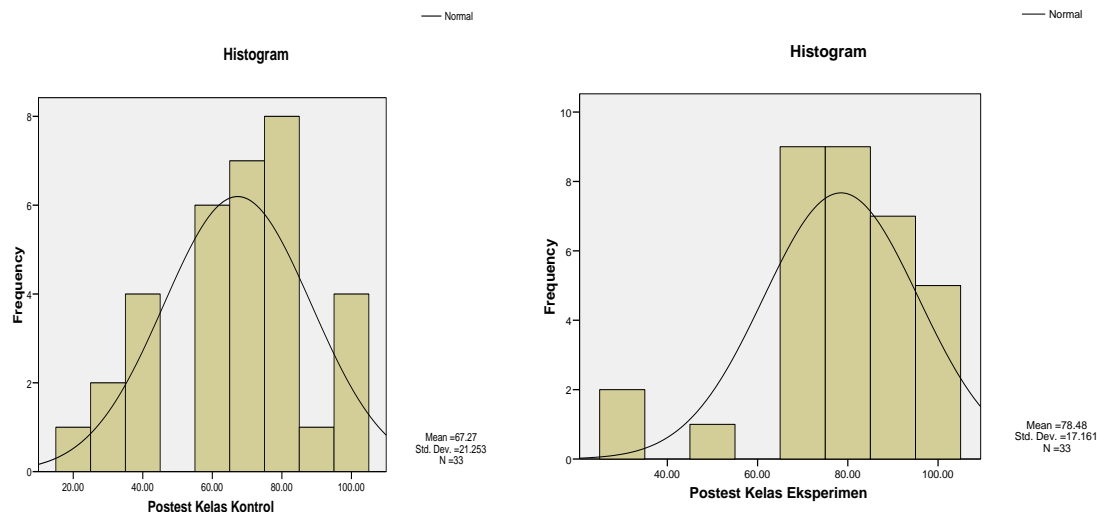 Normal
Histogram
Frequency
8
6
4
2
0
20.00 40.00 60.00 80.00 100.00
Postest Kelas Kontrol
Mean =67.27
Std. Dev. =21.253
N =33
Normal
Histogram
Frequency
10
8
6
4
2
0
40.00 60.00 80.00 100.00
Postest Kelas Eksperimen
Mean =78.48
Std. Dev. =17.161
N =33